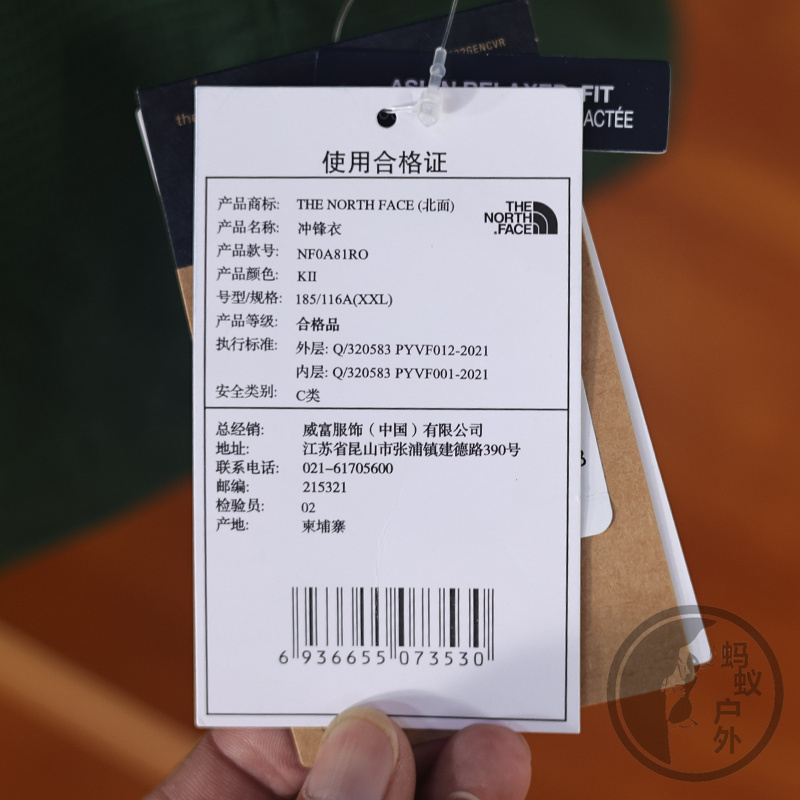 226ENCVR
the
FIT
ACTÉE
使用合格证
产品商标: THE NORTH FACE (北面)
产品名称: 冲锋衣
产品款号: NF0A81RO
产品颜色: KII
号型/规格: 185/116A(XXL)
产品等级: 合格品
执行标准: 外层: Q/320583 PYVF012-2021
内层: Q/320583 PYVF001-2021
安全类别: C类
THE
NORTH
FACE
总经销: 威富服饰(中国)有限公司
地址: 江苏省昆山市张浦镇建德路390号
联系电话: 021-61705600
邮编: 215321
检验员: 02
产地: 柬埔寨
6 936655 073530
蚂蚁户外